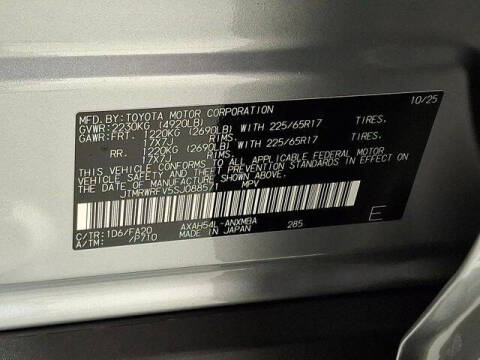 MFD. BY: TOYOTA MOTOR CORPORATION 10/25
GVWR: 2230KG (4920LB)
GAWR: FRT. 1220KG (2690LB) WITH 225/65R17 TIRES.
17X7J RIMS.
RR. 1220KG (2690LB) WITH 225/65R17 TIRES.
17X7J RIMS.
THIS VEHICLE CONFORMS TO ALL APPLICABLE FEDERAL MOTOR
VEHICLE SAFETY AND THEFT PREVENTION STANDARDS IN EFFECT
ON THE DATE OF MANUFACTURE SHOWN ABOVE.
JTMRWRFV5SJ088571 MPV
E
C/TR: 1D6/FA20 AXAH54L-ANXMBA 285
A/TM: /P710 MADE IN JAPAN